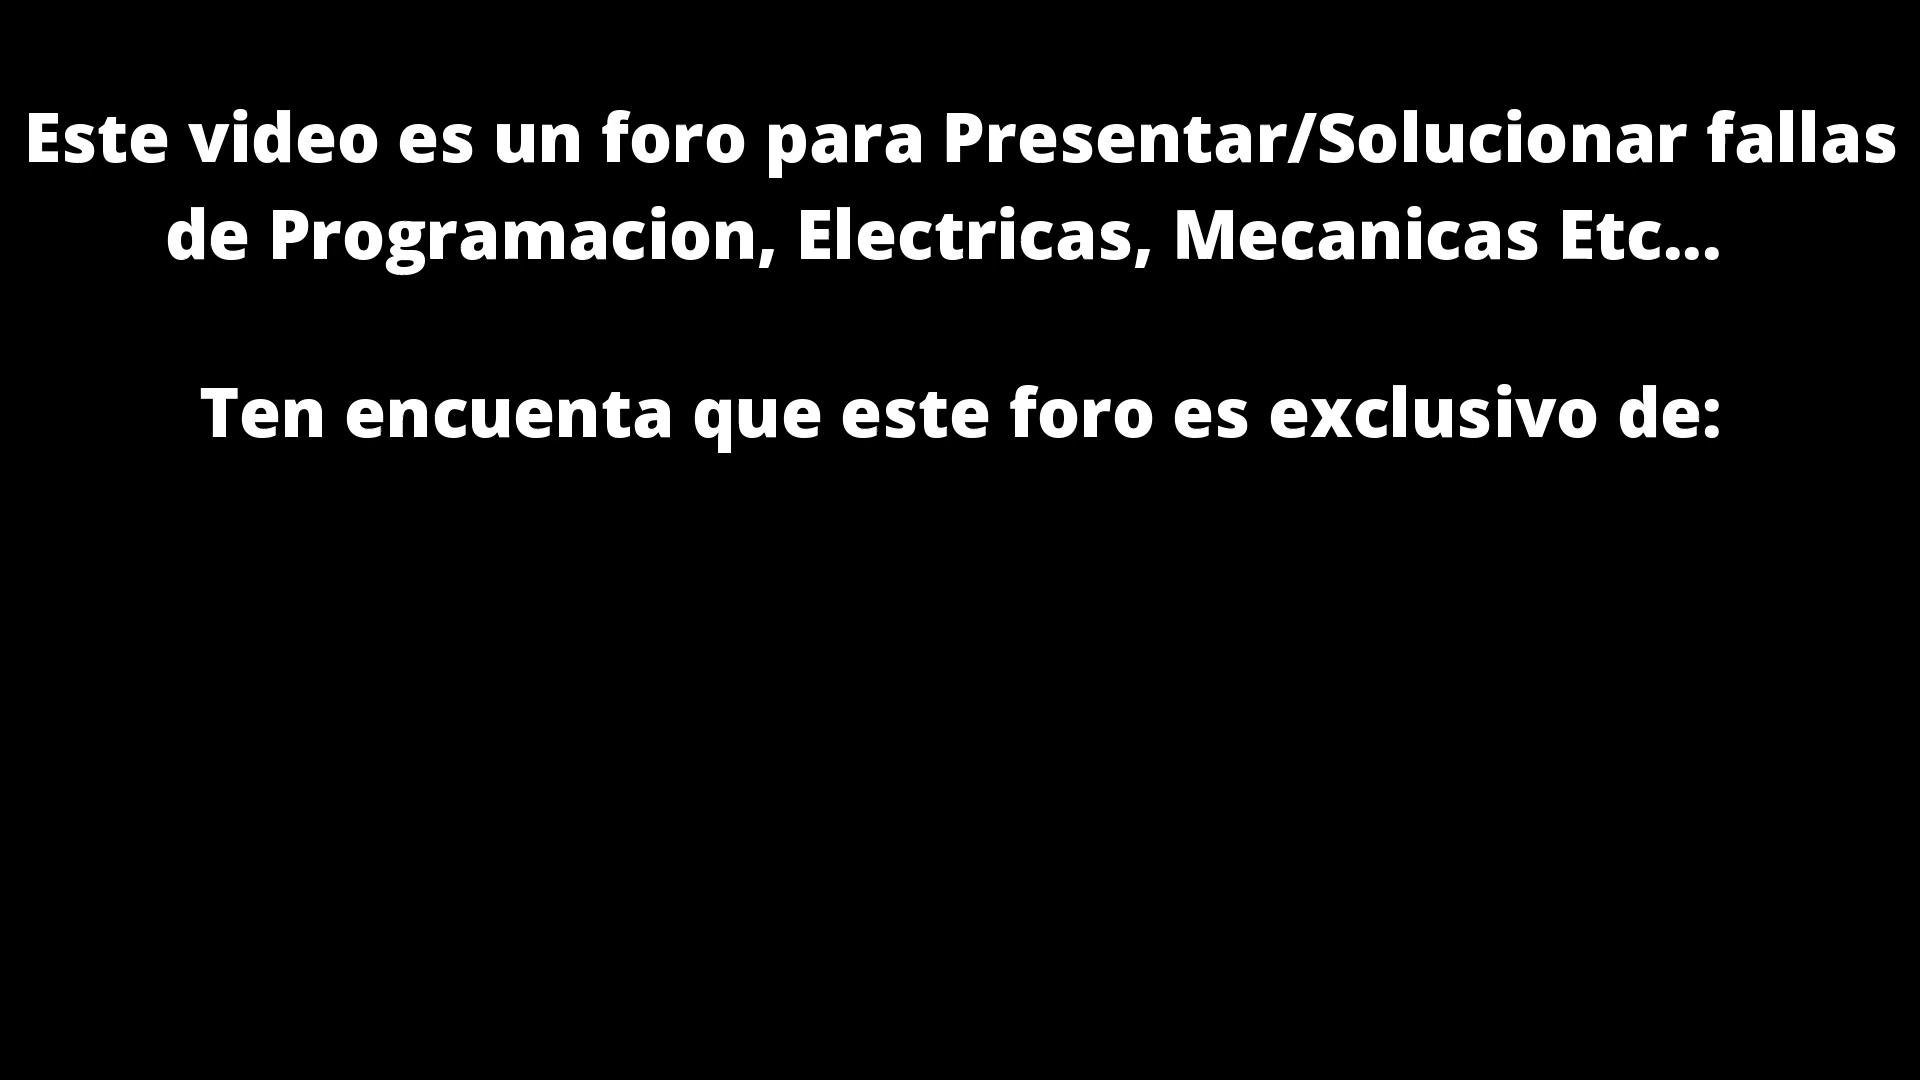 Este video es un foro para Presentar/Solucionar fallas
de Programacion, Electricas, Mecanicas Etc...
Ten encuenta que este foro es exclusivo de: